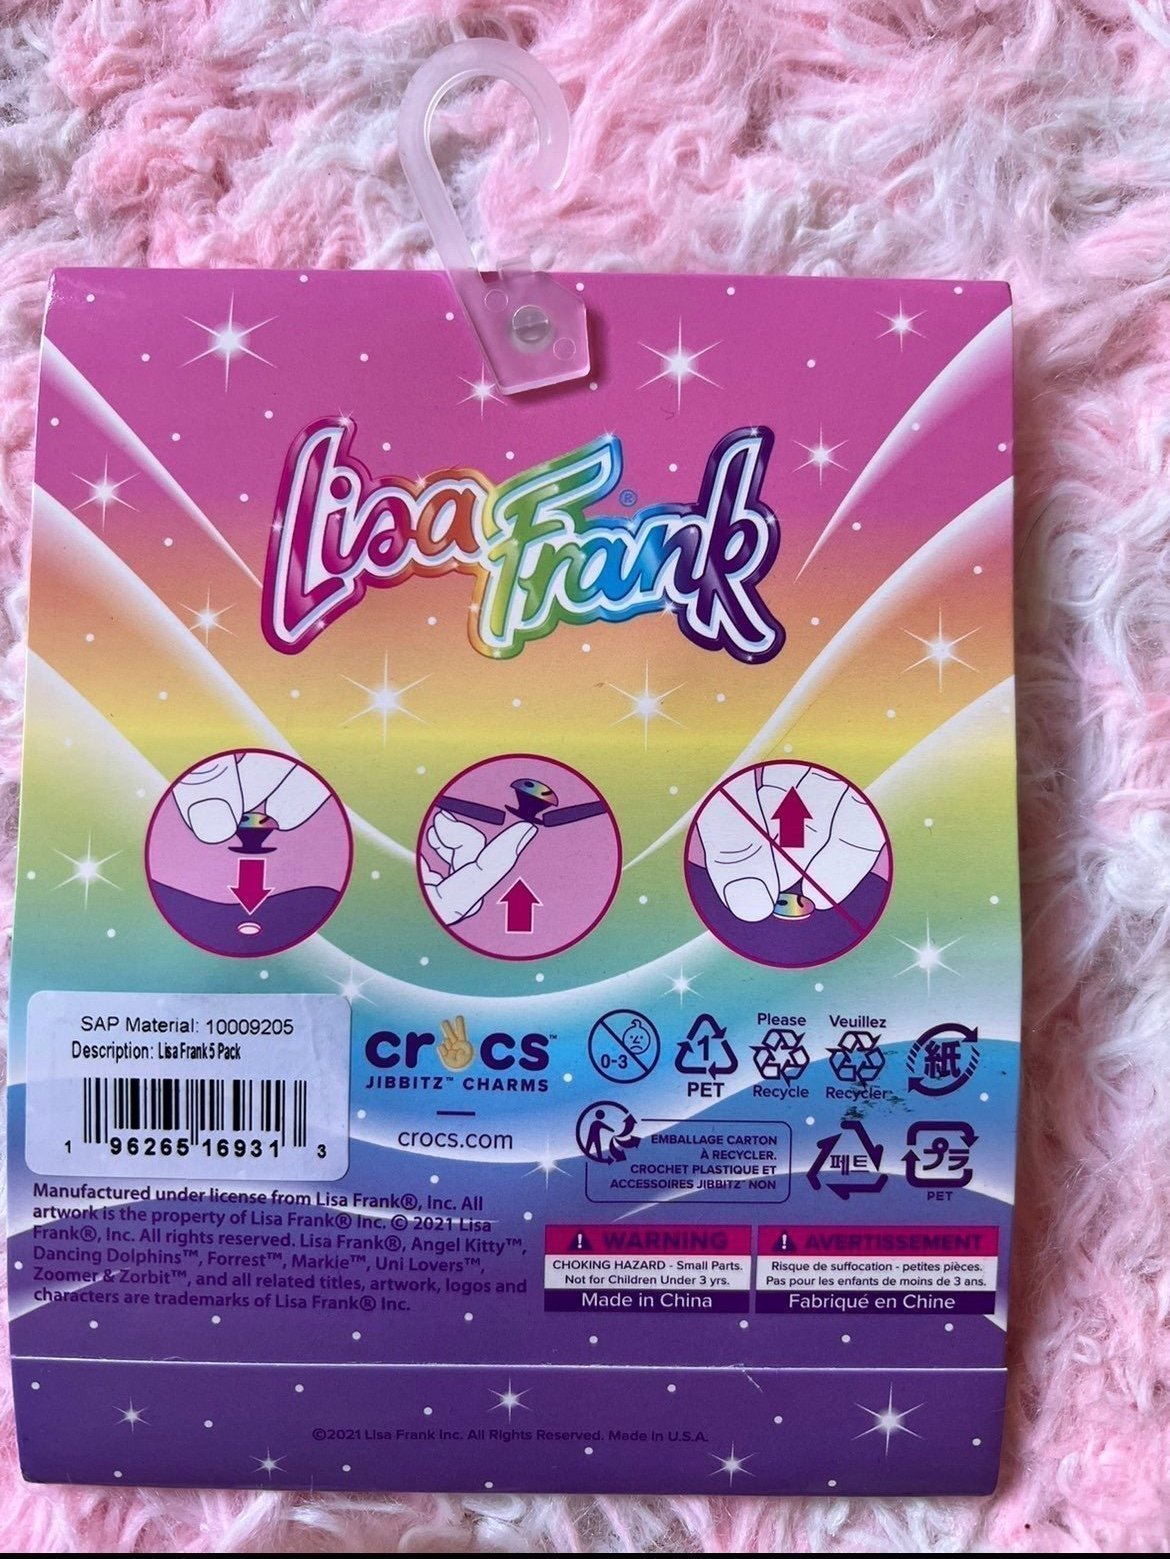 Lisa Frank®
SAP Material: 10009205
Description: Lisa Frank 5 Pack
1 96265 16931 3
crocs™
JIBBITZ™ CHARMS
crocs.com
0-3
1
PET
Please
Recycle
Veuillez
Recycler
紙
EMBALLAGE CARTON
À RECYCLER.
CROCHET PLASTIQUE ET
ACCESSOIRES JIBBITZ™ NON
페트
プラ
PET
Manufactured under license from Lisa Frank®, Inc. All
artwork is the property of Lisa Frank® Inc. © 2021 Lisa
Frank®, Inc. All rights reserved. Lisa Frank®, Angel Kitty™,
Dancing Dolphins™, Forrest™, Markie™, Uni Lovers™,
Zoomer & Zorbit™, and all related titles, artwork, logos and
characters are trademarks of Lisa Frank® Inc.
WARNING
CHOKING HAZARD - Small Parts.
Not for Children Under 3 yrs.
Made in China
AVERTISSEMENT
Risque de suffocation - petites pièces.
Pas pour les enfants de moins de 3 ans.
Fabriqué en Chine
©2021 Lisa Frank Inc. All Rights Reserved. Made in U.S.A.